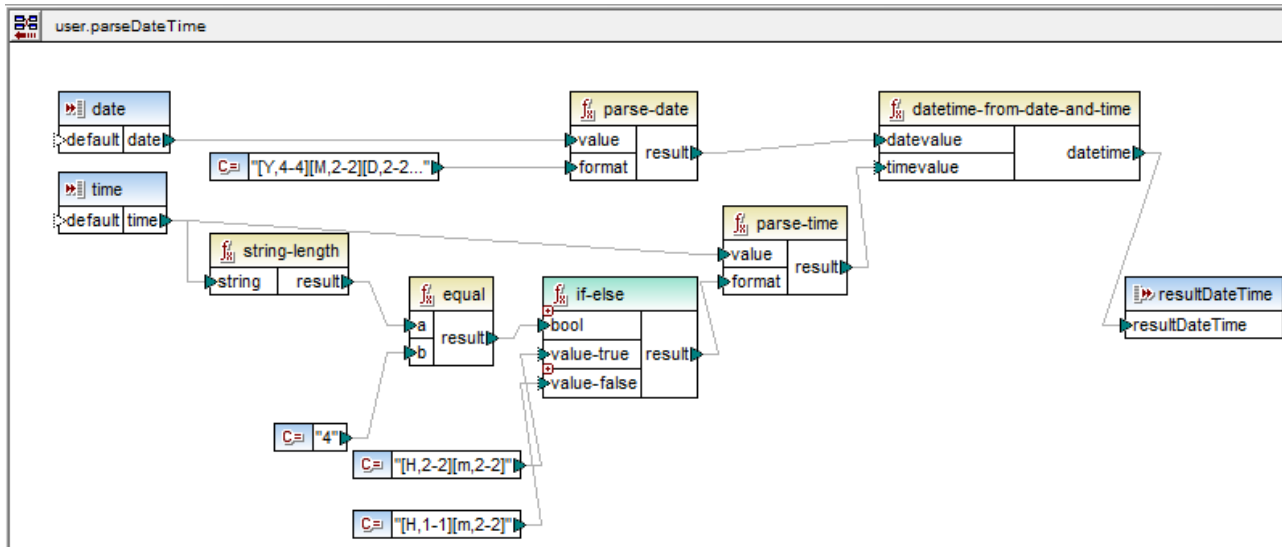 user.parseDateTime
date
default date
"[Y,4-4][M,2-2][D,2-2..."
parse-date
value
format
result
datetime-from-date-and-time
datevalue
timevalue
datetime
time
default time
string-length
string result
equal
a
b
result
if-else
bool
value-true
value-false
result
parse-time
value
format
result
resultDateTime
resultDateTime
C=
C= "4"
C= "[H,2-2][m,2-2]"
C= "[H,1-1][m,2-2]"